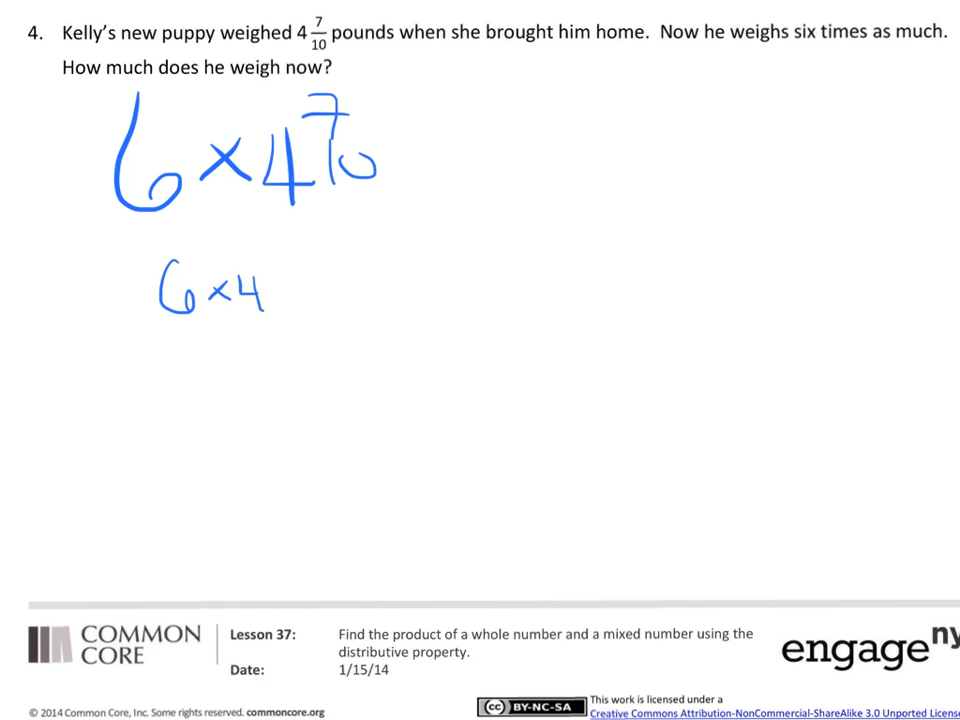 4. Kelly's new puppy weighed 4 7/10 pounds when she brought him home. Now he weighs six times as much.
How much does he weigh now?
6 × 4 7/10
6 × 4
COMMON CORE
Lesson 37: Find the product of a whole number and a mixed number using the distributive property.
Date: 1/15/14
engage ny
© 2014 Common Core, Inc. Some rights reserved. commoncore.org
cc BY-NC-SA
This work is licensed under a
Creative Commons Attribution-NonCommercial-ShareAlike 3.0 Unported License